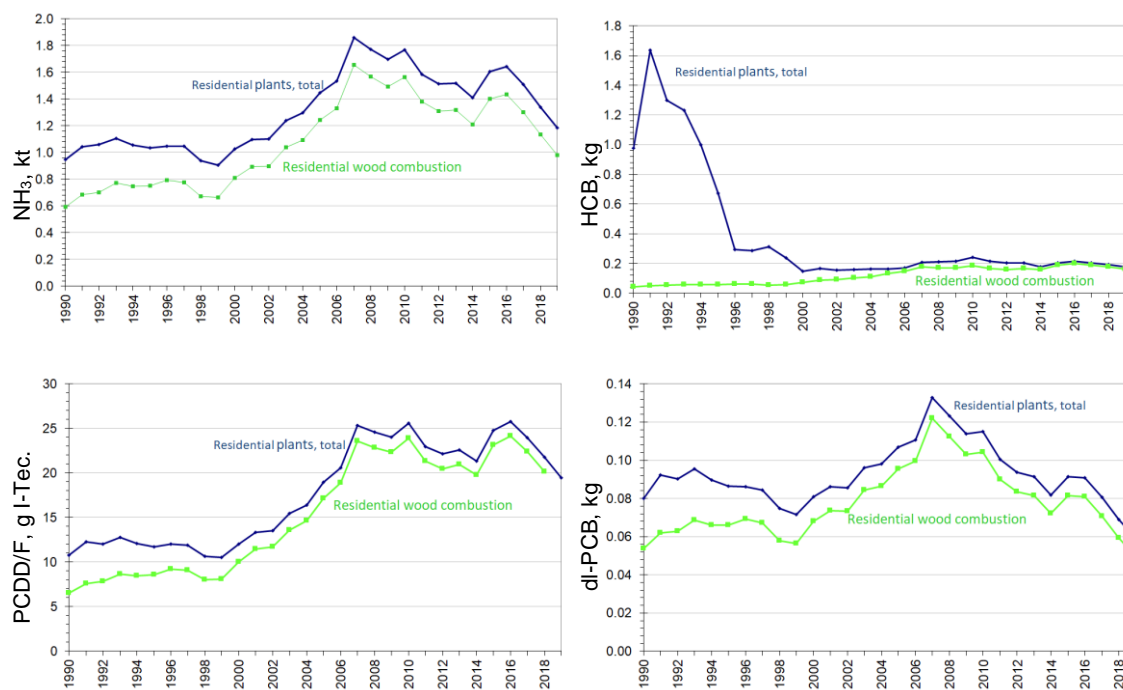 2.0
1.8
1.6
1.4
1.2
1.0
0.8
0.6
0.4
0.2
0.0
NH₃, kt
Residential plants, total
Residential wood combustion
1990 1992 1994 1996 1998 2000 2002 2004 2006 2008 2010 2012 2014 2016 2018
1.8
1.6
1.4
1.2
1.0
0.8
0.6
0.4
0.2
0.0
HCB, kg
Residential plants, total
Residential wood combustion
1990 1992 1994 1996 1998 2000 2002 2004 2006 2008 2010 2012 2014 2016 2018
30
25
20
15
10
5
0
PCDD/F, g I-Tec.
Residential plants, total
Residential wood combustion
1990 1992 1994 1996 1998 2000 2002 2004 2006 2008 2010 2012 2014 2016 2018
0.14
0.12
0.10
0.08
0.06
0.04
0.02
0.00
dl-PCB, kg
Residential plants, total
Residential wood combustion
1990 1992 1994 1996 1998 2000 2002 2004 2006 2008 2010 2012 2014 2016 2018